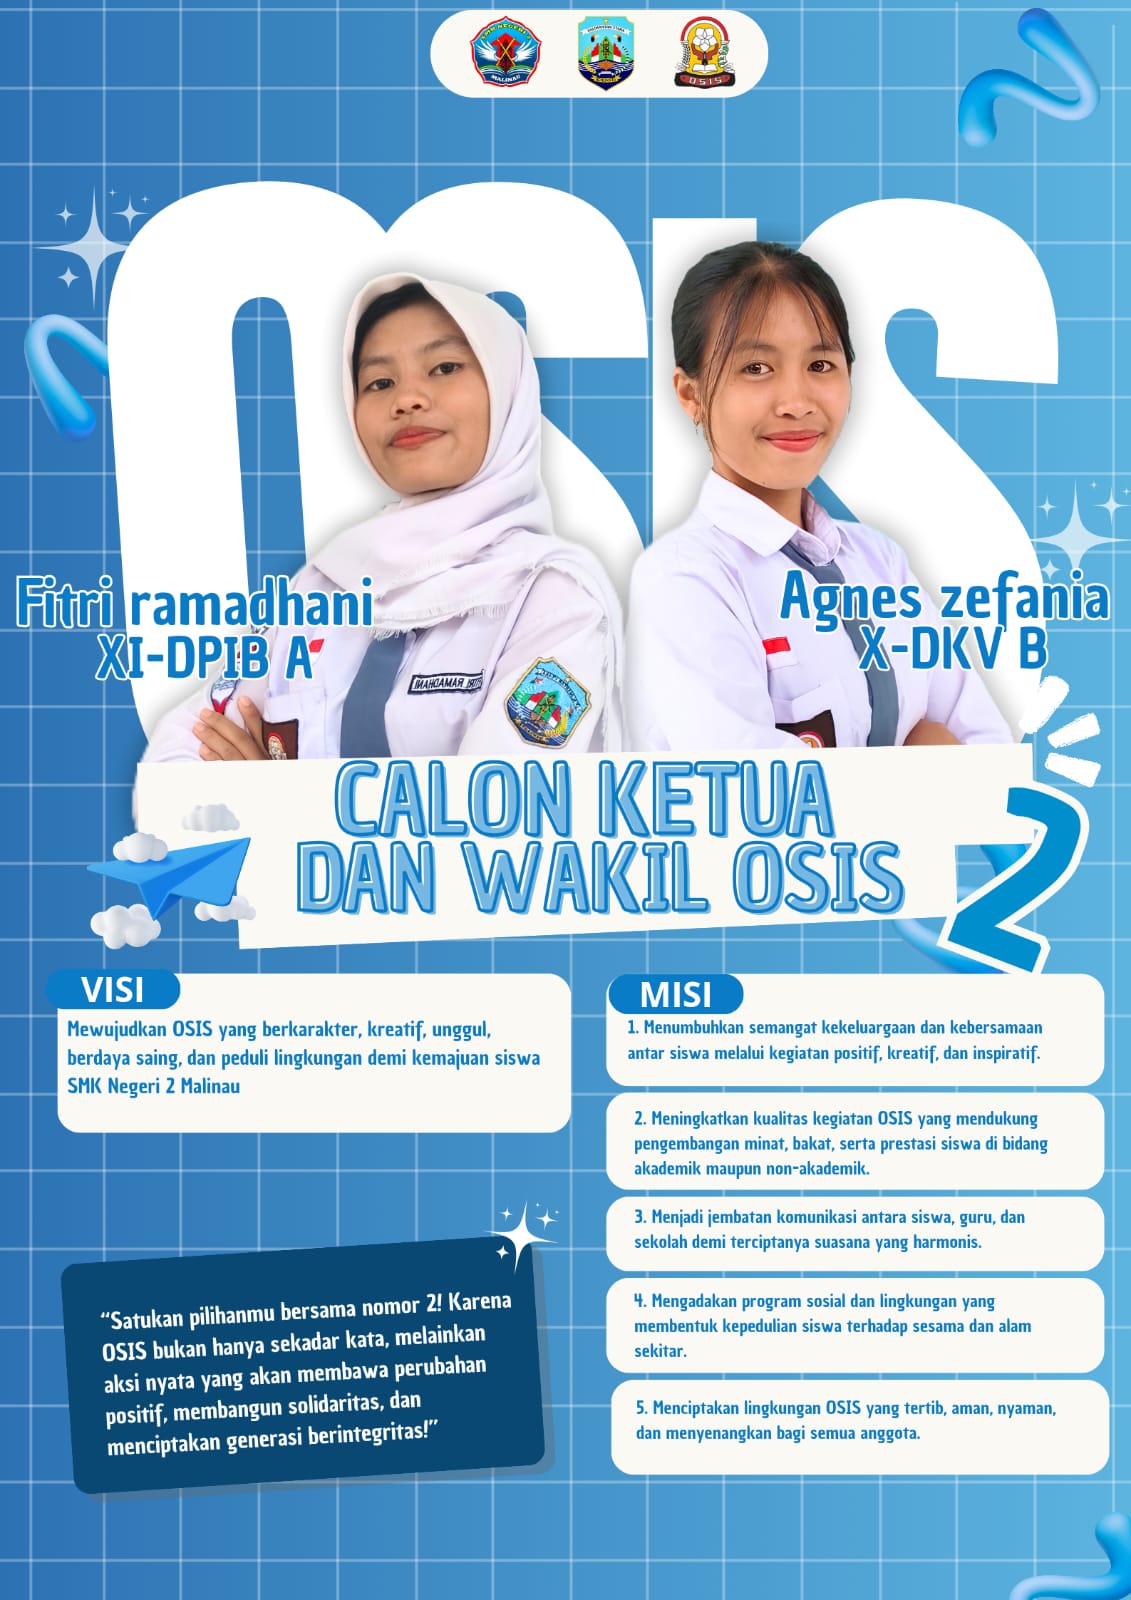 SMK NEGERI 2
MALINAU
OSIS
OSIS
Fitri ramadhani
XI-DPIB A
Agnes zefania
X-DKV B
FITRI RAMADHANI
CALON KETUA
DAN WAKIL OSIS
2
VISI
Mewujudkan OSIS yang berkarakter, kreatif, unggul,
berdaya saing, dan peduli lingkungan demi kemajuan siswa
SMK Negeri 2 Malinau
MISI
1. Menumbuhkan semangat kekeluargaan dan kebersamaan
antar siswa melalui kegiatan positif, kreatif, dan inspiratif.
2. Meningkatkan kualitas kegiatan OSIS yang mendukung
pengembangan minat, bakat, serta prestasi siswa di bidang
akademik maupun non-akademik.
3. Menjadi jembatan komunikasi antara siswa, guru, dan
sekolah demi terciptanya suasana yang harmonis.
4. Mengadakan program sosial dan lingkungan yang
membentuk kepedulian siswa terhadap sesama dan alam
sekitar.
5. Menciptakan lingkungan OSIS yang tertib, aman, nyaman,
dan menyenangkan bagi semua anggota.
“Satukan pilihanmu bersama nomor 2! Karena
OSIS bukan hanya sekadar kata, melainkan
aksi nyata yang akan membawa perubahan
positif, membangun solidaritas, dan
menciptakan generasi berintegritas!”